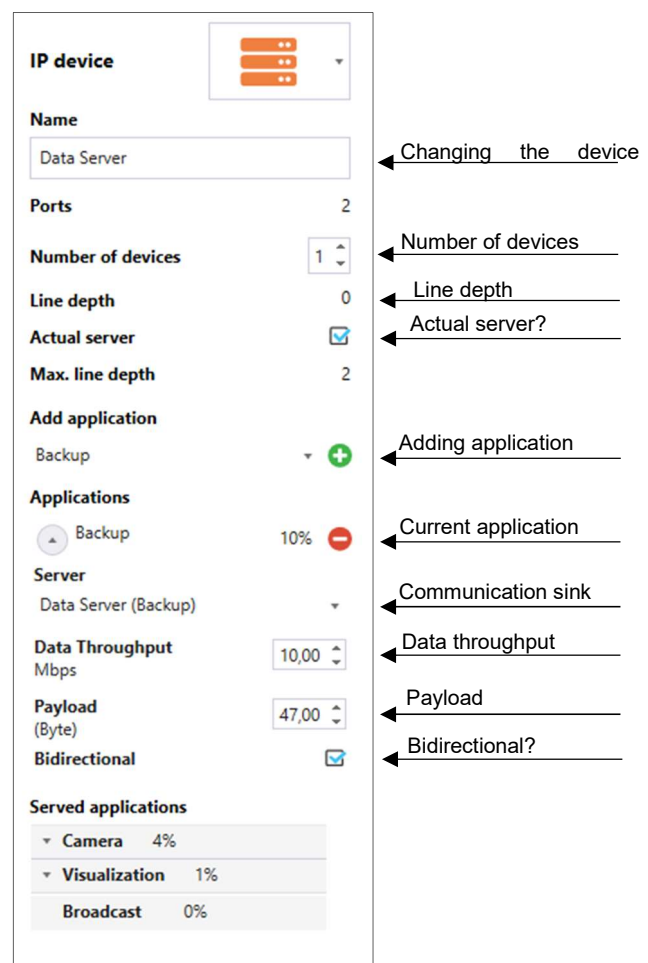 IP device
Name
Data Server
Changing the device
Ports 2
Number of devices 1
Number of devices
Line depth 0
Line depth
Actual server
Actual server?
Max. line depth 2
Add application
Backup
Adding application
Applications
Backup 10%
Current application
Server
Data Server (Backup)
Communication sink
Data Throughput
Mbps
10,00
Data throughput
Payload
(Byte)
47,00
Payload
Bidirectional
Bidirectional?
Served applications
Camera 4%
Visualization 1%
Broadcast 0%